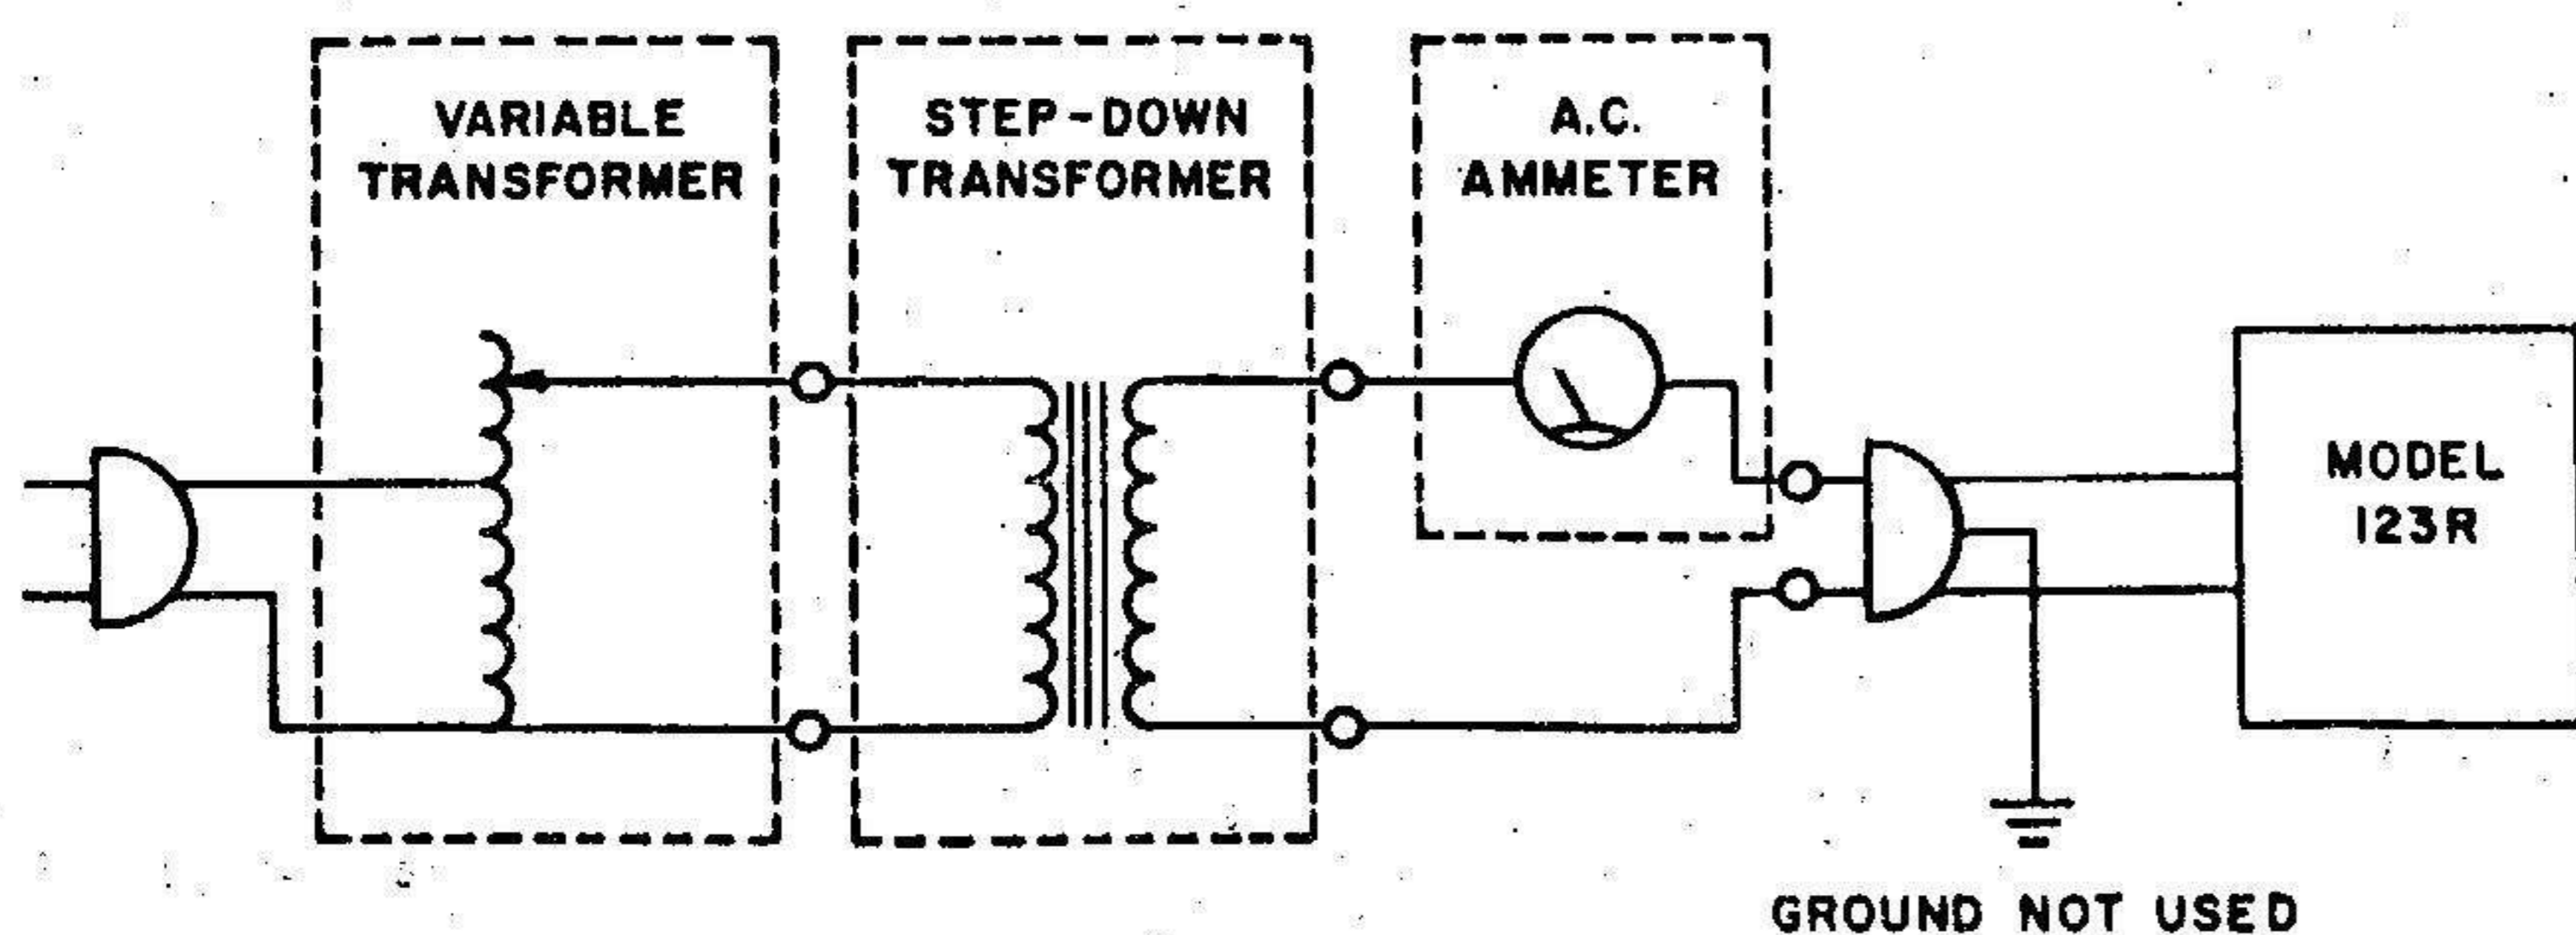 VARIABLE
TRANSFORMER
STEP-DOWN
TRANSFORMER
A.C.
AMMETER
MODEL
123R
GROUND NOT USED